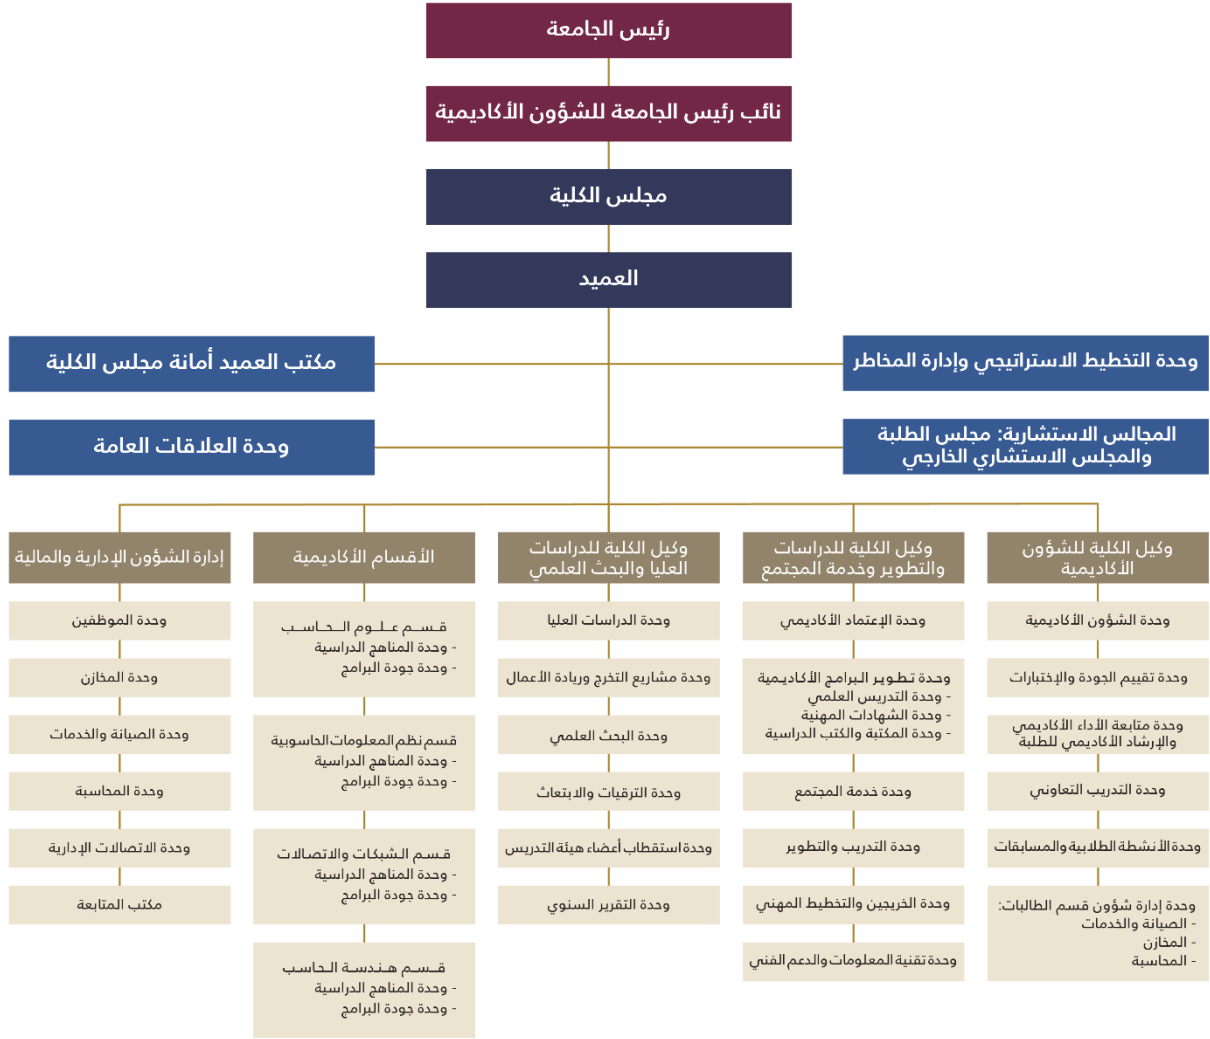 رئيس الجامعة
نائب رئيس الجامعة للشؤون الأكاديمية
مجلس الكلية
العميد
وحدة التخطيط الاستراتيجي وإدارة المخاطر
مكتب العميد أمانة مجلس الكلية
المجالس الاستشارية: مجلس الطلبة
والمجلس الاستشاري الخارجي
وحدة العلاقات العامة
وكيل الكلية للشؤون
الأكاديمية
وحدة الشؤون الأكاديمية
وحدة تقييم الجودة والإختبارات
وحدة متابعة الأداء الأكاديمي
والإرشاد الأكاديمي للطلبة
وحدة التدريب التعاوني
وحدة الأنشطة الطلابية والمسابقات
وحدة إدارة شؤون قسم الطالبات:
- الصيانة والخدمات
- المخازن
- المحاسبة
وكيل الكلية للدراسات
والتطوير وخدمة المجتمع
وحدة الإعتماد الأكاديمي
وحدة تطوير البرامج الأكاديمية
- وحدة التدريس العلمي
- وحدة الشهادات المهنية
- وحدة المكتبة والكتب الدراسية
وحدة خدمة المجتمع
وحدة التدريب والتطوير
وحدة الخريجين والتخطيط المهني
وحدة تقنية المعلومات والدعم الفني
وكيل الكلية للدراسات
العليا والبحث العلمي
وحدة الدراسات العليا
وحدة مشاريع التخرج وريادة الأعمال
وحدة البحث العلمي
وحدة الترقيات والابتعاث
وحدة استقطاب أعضاء هيئة التدريس
وحدة التقرير السنوي
الأقسام الأكاديمية
قــســم عــلــوم الــحــاســب
- وحدة المناهج الدراسية
- وحدة جودة البرامج
قسم نظم المعلومات الحاسوبية
- وحدة المناهج الدراسية
- وحدة جودة البرامج
قـسـم الـشبكـات والاتـصـالات
- وحدة المناهج الدراسية
- وحدة جودة البرامج
قــسـم هـنـدسـة الـحـاسـب
- وحدة المناهج الدراسية
- وحدة جودة البرامج
إدارة الشؤون الإدارية والمالية
وحدة الموظفين
وحدة المخازن
وحدة الصيانة والخدمات
وحدة المحاسبة
وحدة الاتصالات الإدارية
مكتب المتابعة